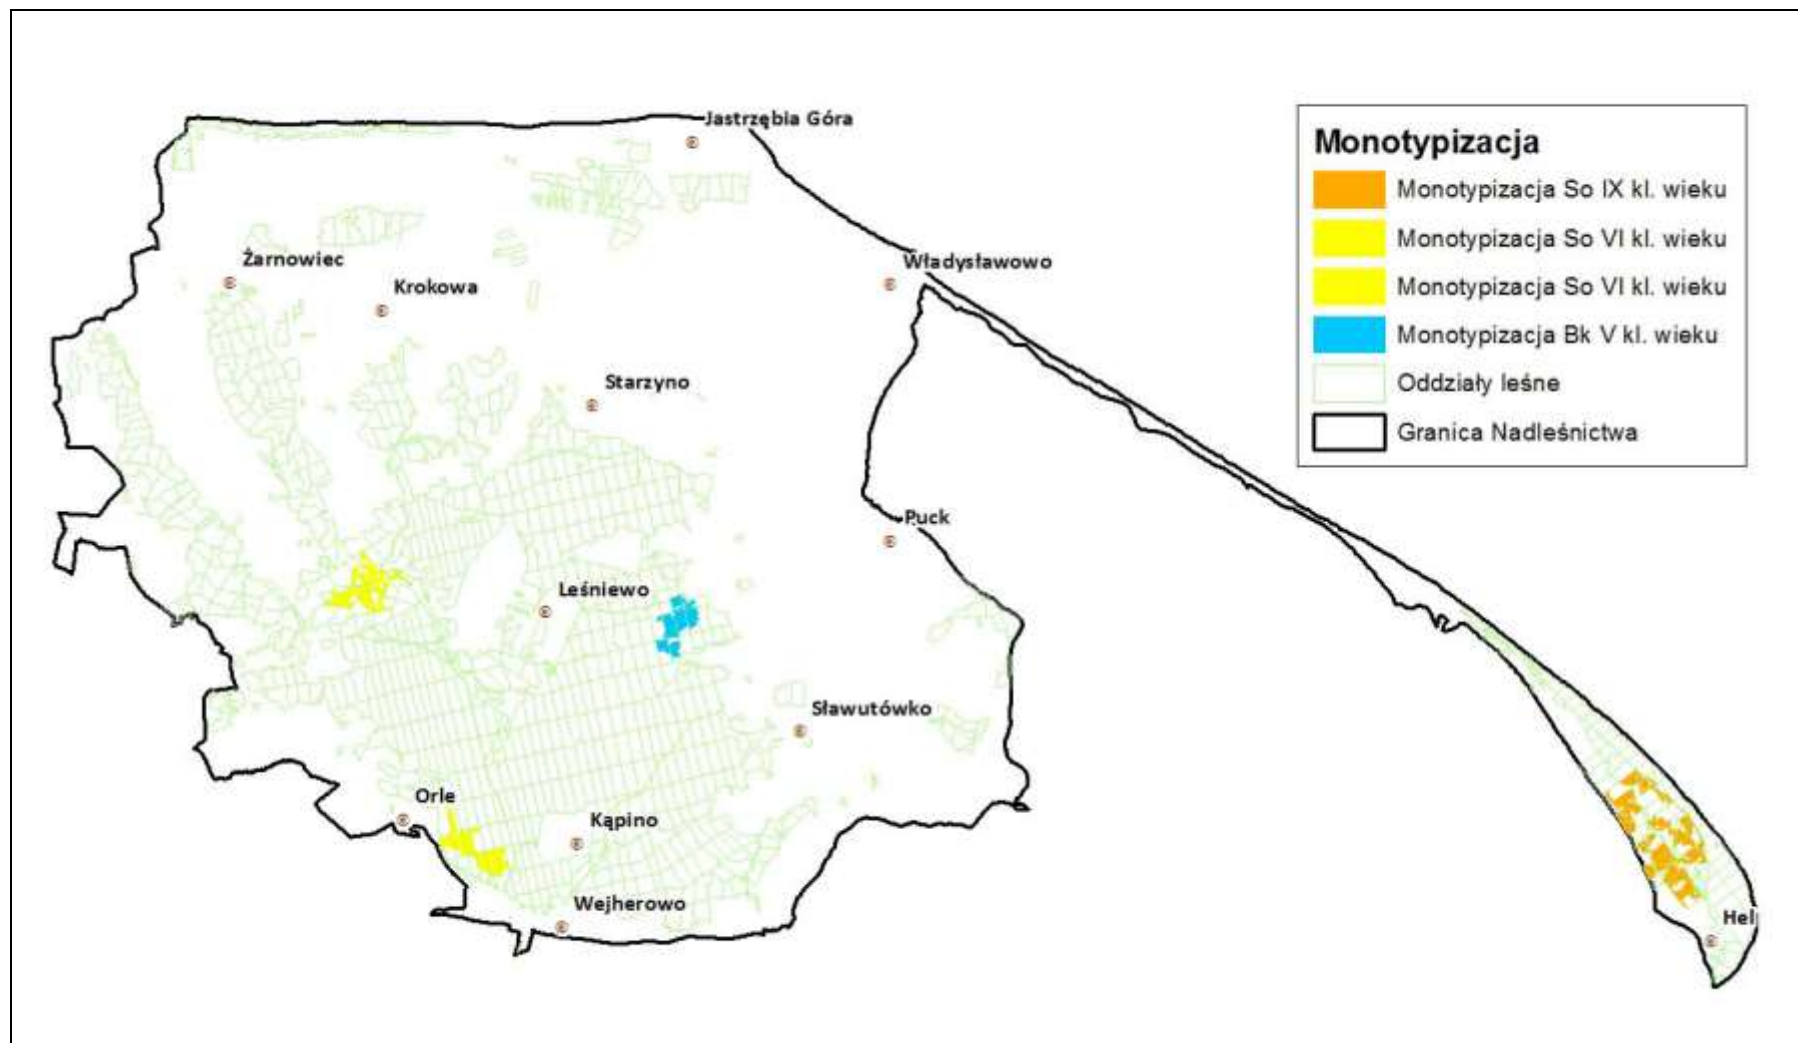 Jastrzębia Góra
Monotypizacja
Monotypizacja So IX kl. wieku
Monotypizacja So VI kl. wieku
Monotypizacja So VI kl. wieku
Monotypizacja Bk V kl. wieku
Oddziały leśne
Granica Nadleśnictwa
Żarnowiec
Władysławowo
Krokowa
Starzyno
Puck
Leśniewo
Sławutówko
Orle
Kąpino
Wejherowo
Hel